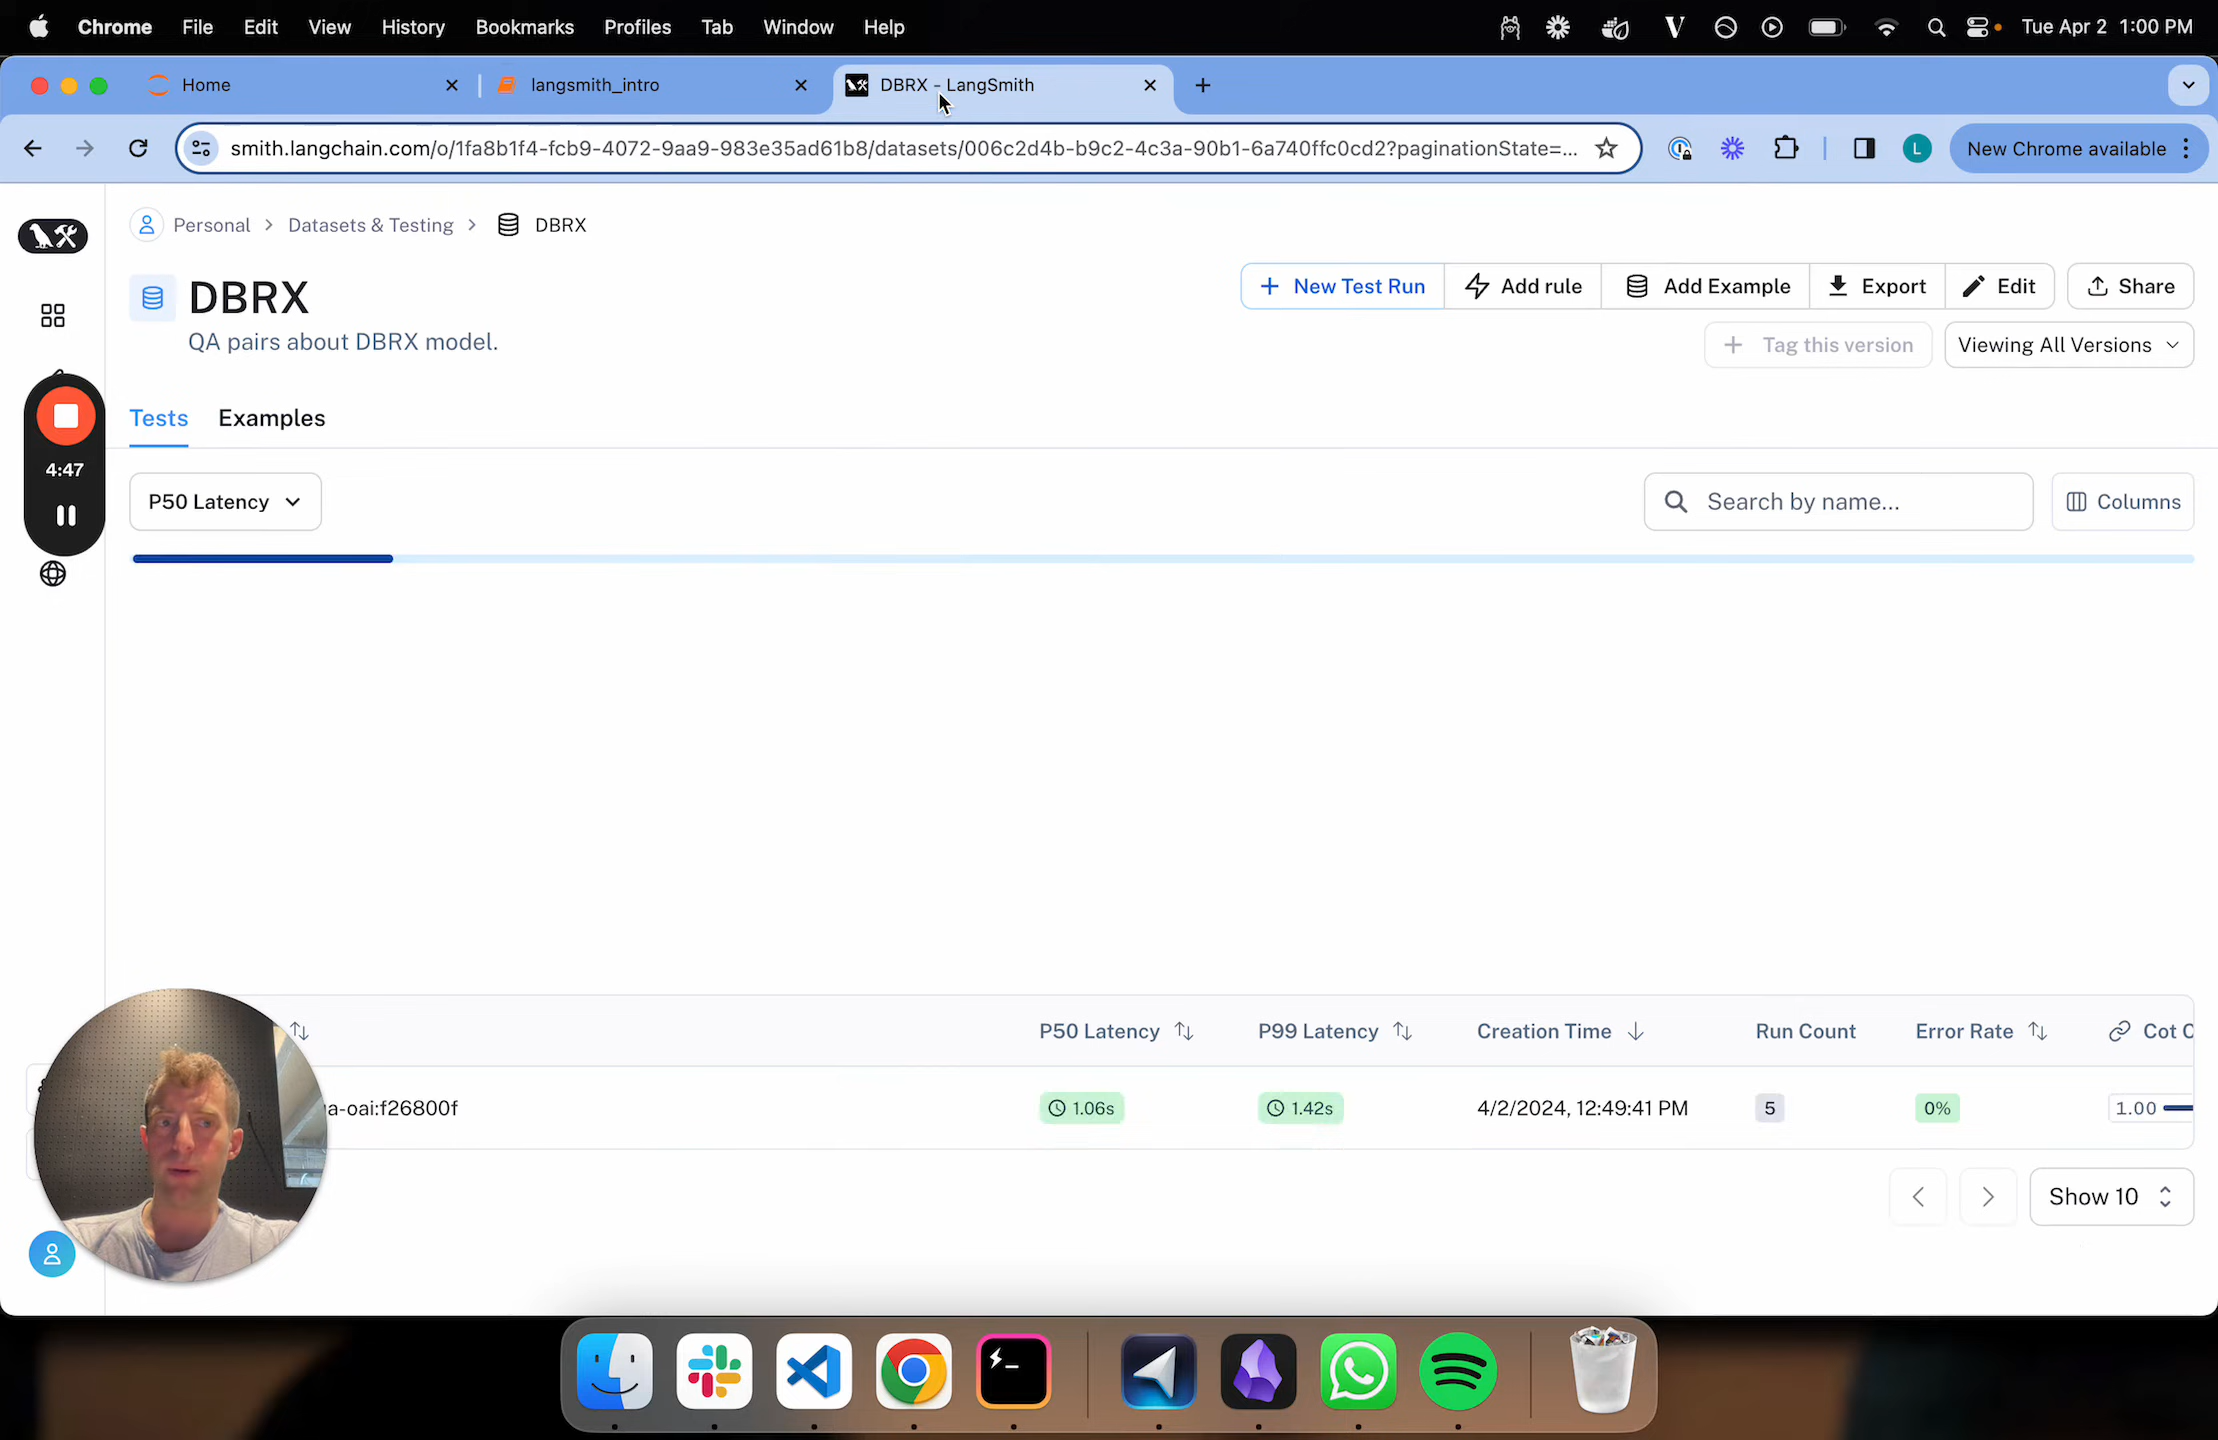 Chrome File Edit View History Bookmarks Profiles Tab Window Help Tue Apr 2 1:00 PM
Home langsmith_intro DBRX - LangSmith
smith.langchain.com/o/1fa8b1f4-fcb9-4072-9aa9-983e35ad61b8/datasets/006c2d4b-b9c2-4c3a-90b1-6a740ffc0cd2?paginationState=... L New Chrome available
Personal > Datasets & Testing > DBRX
DBRX
New Test Run Add rule Add Example Export Edit Share
QA pairs about DBRX model.
Tag this version Viewing All Versions
Tests Examples
4:47
P50 Latency Search by name... Columns
P50 Latency P99 Latency Creation Time Run Count Error Rate Cot C
a-oai:f26800f 1.06s 1.42s 4/2/2024, 12:49:41 PM 5 0% 1.00
Show 10